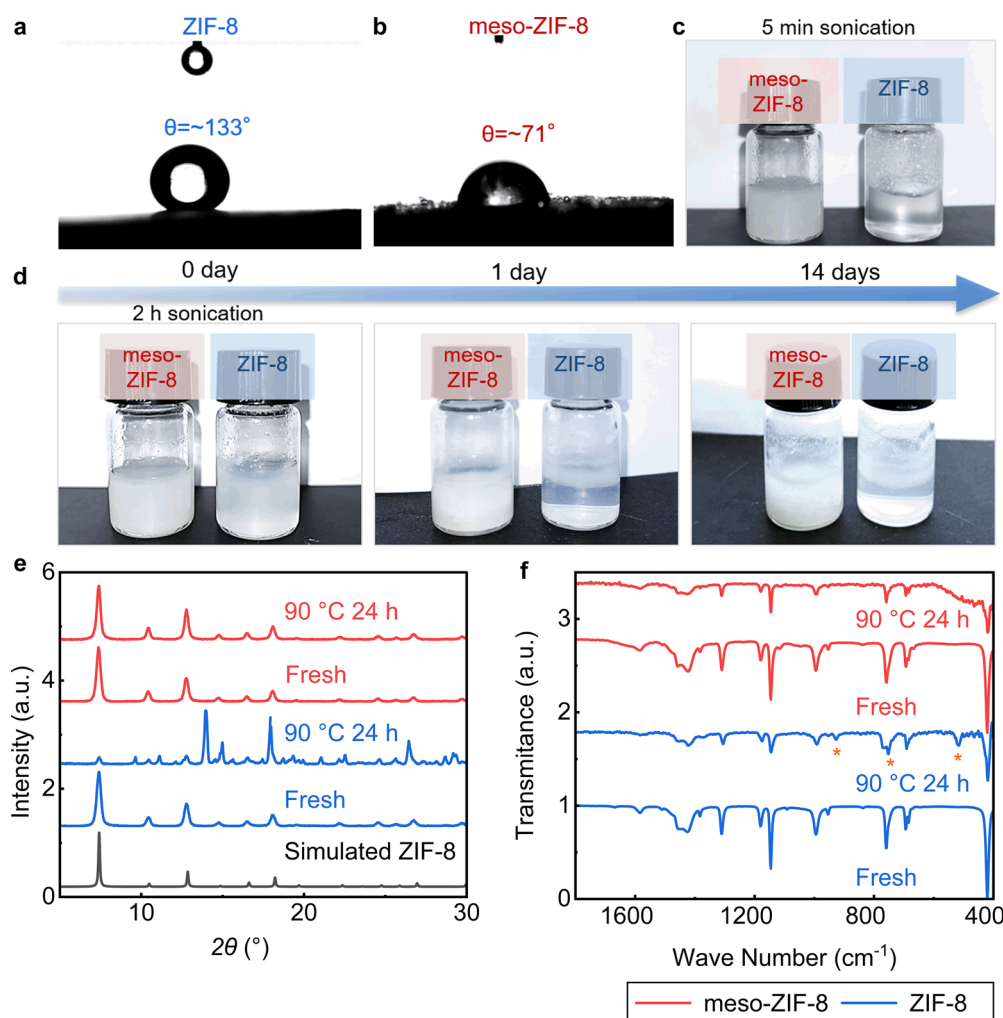 a
ZIF-8
θ=~133°
b
meso-ZIF-8
θ=~71°
c
5 min sonication
meso-
ZIF-8
ZIF-8
d
0 day
1 day
14 days
2 h sonication
meso-
ZIF-8
ZIF-8
meso-
ZIF-8
ZIF-8
meso-
ZIF-8
ZIF-8
e
6
4
2
0
Intensity (a.u.)
90 °C 24 h
Fresh
90 °C 24 h
Fresh
Simulated ZIF-8
10
20
30
2θ (°)
f
3
2
1
0
Transmitance (a.u.)
90 °C 24 h
Fresh
* * *
90 °C 24 h
Fresh
1600
1200
800
400
Wave Number (cm⁻¹)
meso-ZIF-8
ZIF-8